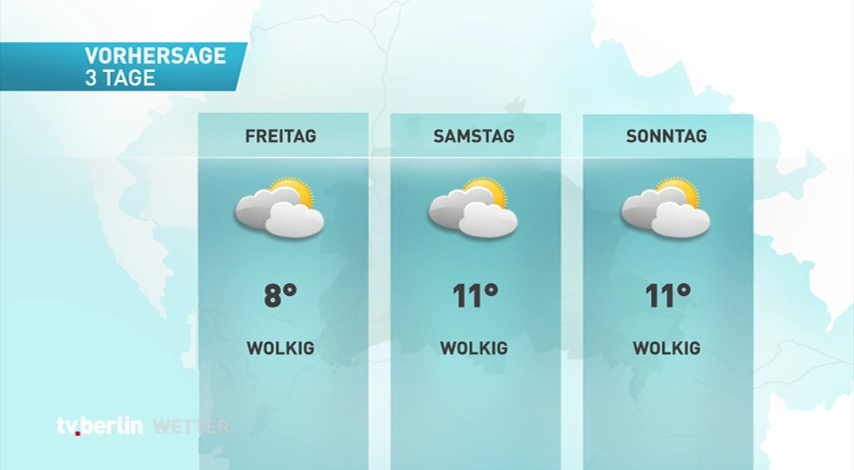 VORHERSAGE
3 TAGE
FREITAG
SAMSTAG
SONNTAG
8°
11°
11°
WOLKIG
WOLKIG
WOLKIG
tv.berlin WETTER